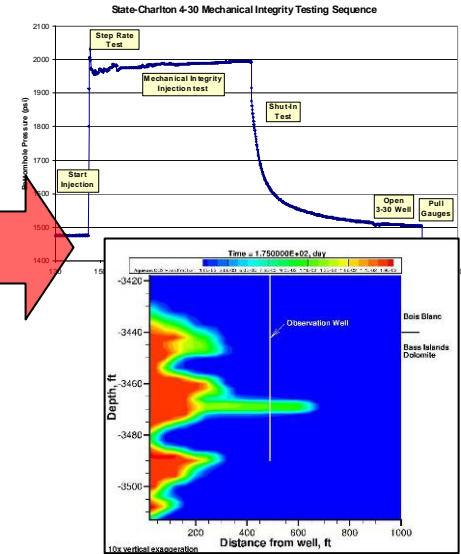 State-Charlton 4-30 Mechanical Integrity Testing Sequence
2100
2000
1900
1800
1700
1600
1500
1400
Step Rate
Test
Mechanical Integrity
Injection test
Shut-In
Test
Start
Injection
Open
3-30 Well
Pull
Gauges
Time = 1.750000E+02, day
-3420
-3440
-3460
-3480
-3500
Depth, ft
Observation Well
Bois Blanc
Bass Islands
Dolomite
200 400 600 800 1000
Distance from well, ft
10x vertical exaggeration